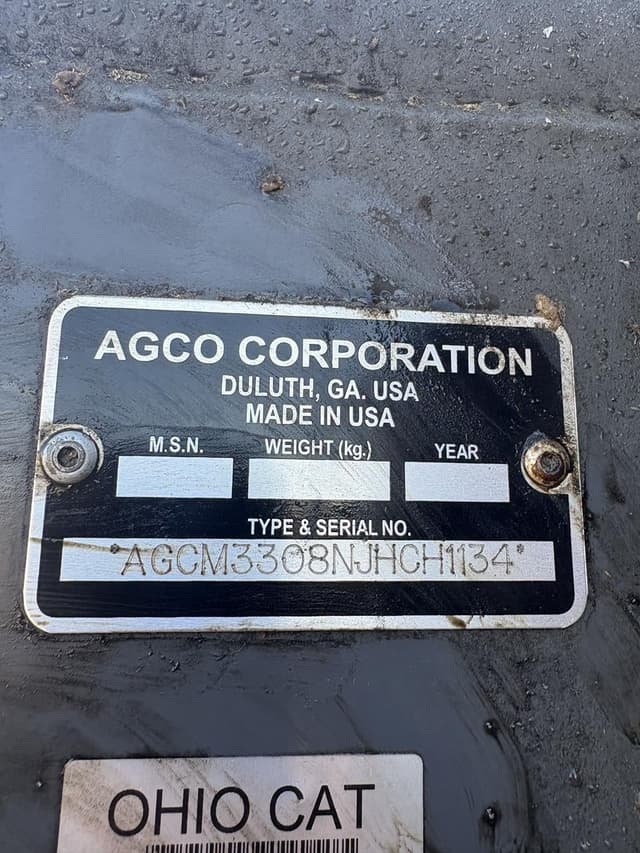 AGCO CORPORATION
DULUTH, GA. USA
MADE IN USA
M.S.N. WEIGHT (kg.) YEAR
TYPE & SERIAL NO.
*AGCM3308NJHCH1134*
OHIO CAT